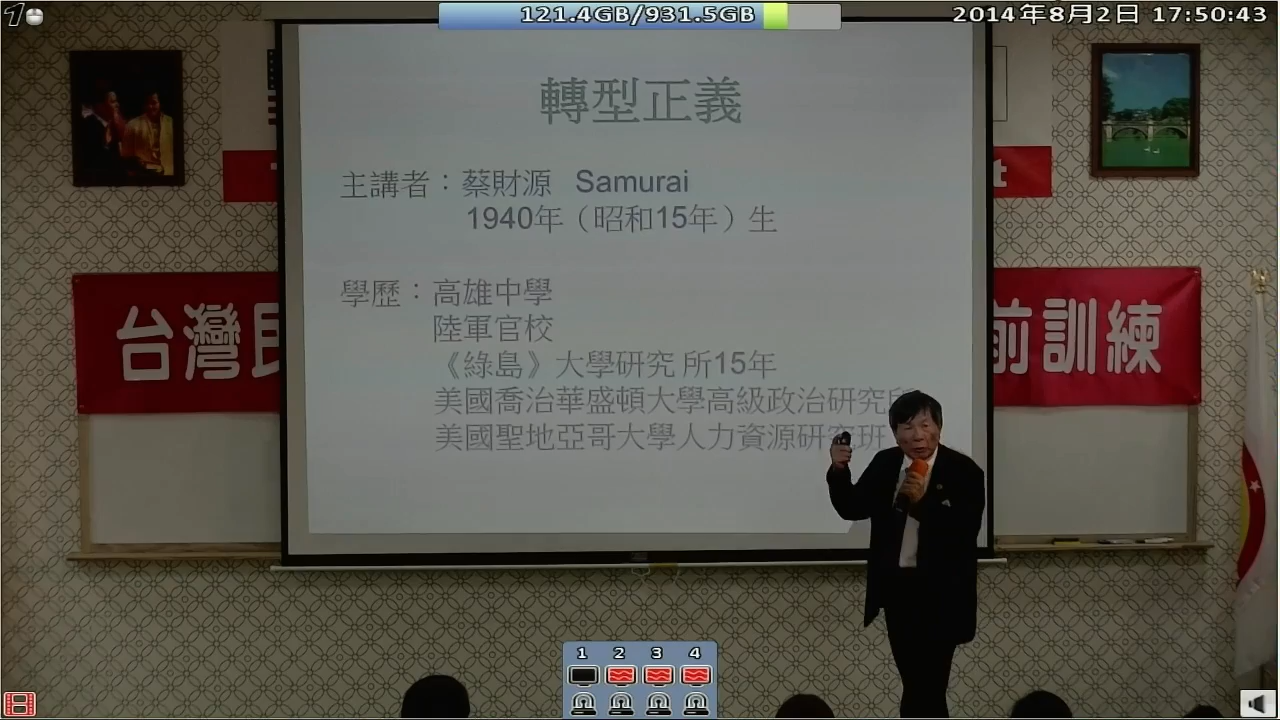 121.4GB/931.5GB
2014年8月2日 17:50:43
轉型正義
主講者：蔡財源 Samurai
1940年（昭和15年）生
學歷：高雄中學
陸軍官校
《綠島》大學研究 所15年
美國喬治華盛頓大學高級政治研究所
美國聖地亞哥大學人力資源研究班
t
台灣民
前訓練
1 2 3 4